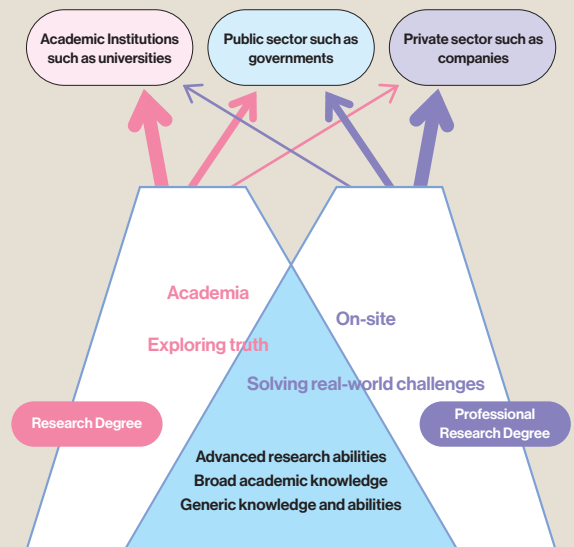 Academic Institutions
such as universities
Public sector such as
governments
Private sector such as
companies
Academia
On-site
Exploring truth
Solving real-world challenges
Research Degree
Professional
Research Degree
Advanced research abilities
Broad academic knowledge
Generic knowledge and abilities